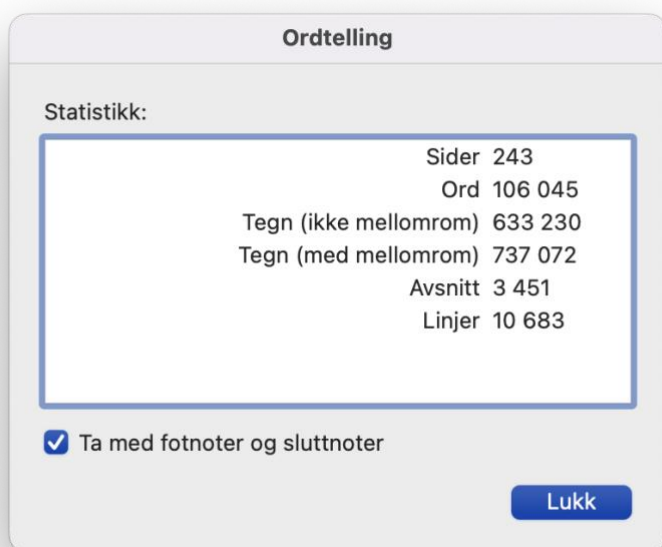 Ordtelling
Statistikk:
Sider 243
Ord 106 045
Tegn (ikke mellomrom) 633 230
Tegn (med mellomrom) 737 072
Avsnitt 3 451
Linjer 10 683
Ta med fotnoter og sluttnoter
Lukk